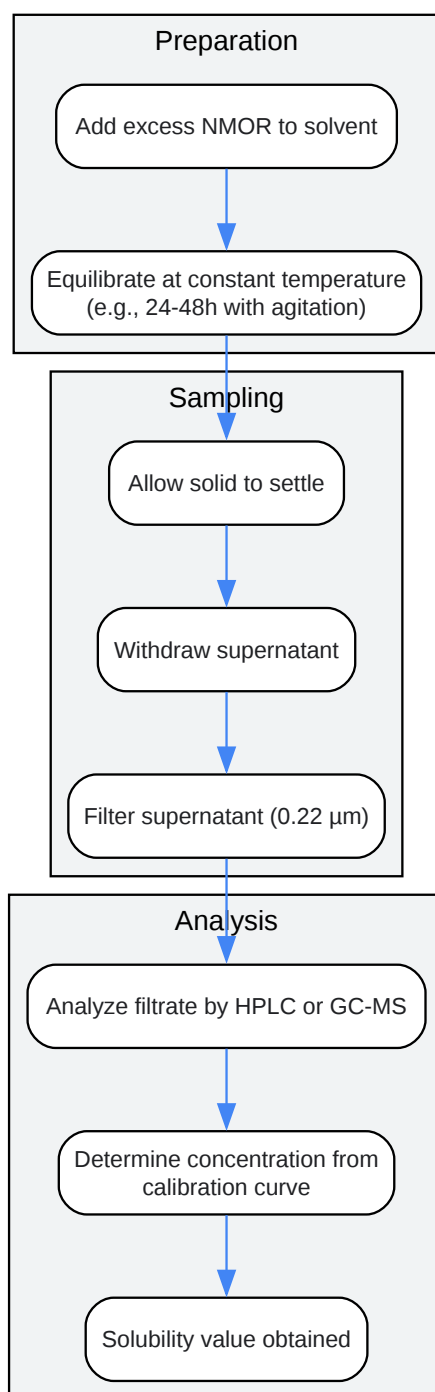 Preparation
Add excess NMOR to solvent
Equilibrate at constant temperature
(e.g., 24-48h with agitation)
Sampling
Allow solid to settle
Withdraw supernatant
Filter supernatant (0.22 µm)
Analysis
Analyze filtrate by HPLC or GC-MS
Determine concentration from
calibration curve
Solubility value obtained